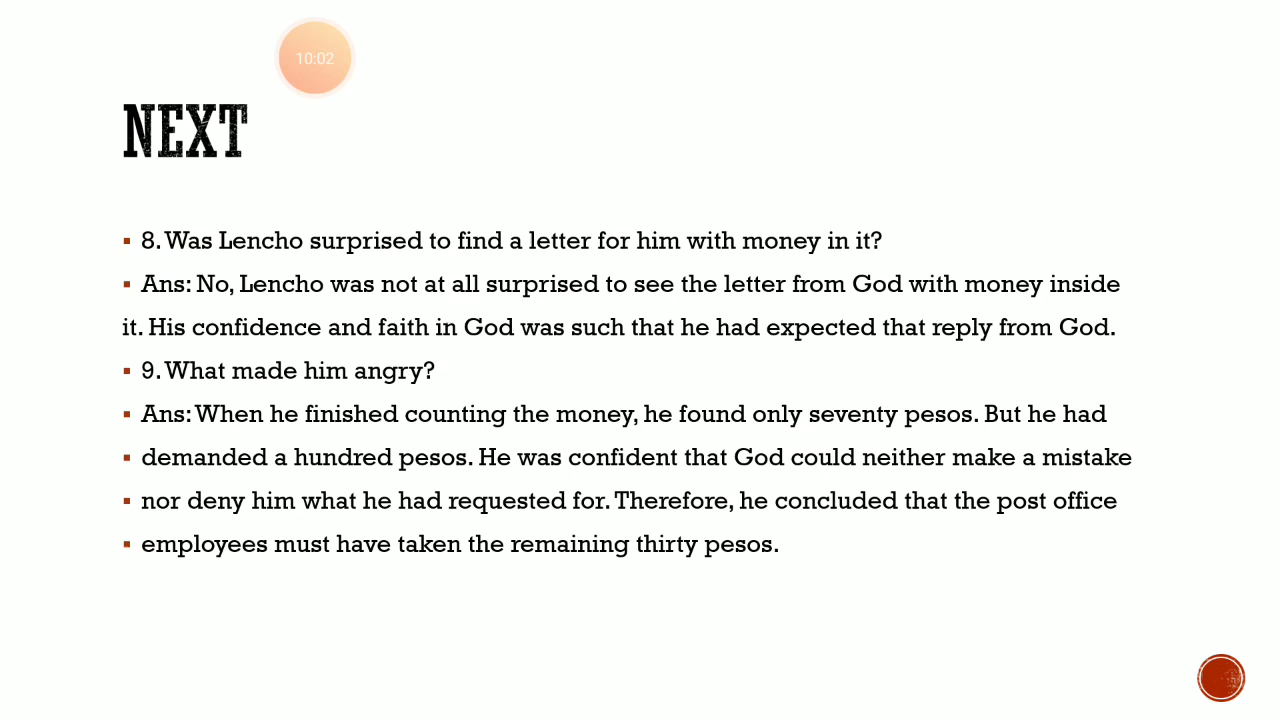 10:02
NEXT
8. Was Lencho surprised to find a letter for him with money in it?
Ans: No, Lencho was not at all surprised to see the letter from God with money inside
it. His confidence and faith in God was such that he had expected that reply from God.
9. What made him angry?
Ans: When he finished counting the money, he found only seventy pesos. But he had
demanded a hundred pesos. He was confident that God could neither make a mistake
nor deny him what he had requested for. Therefore, he concluded that the post office
employees must have taken the remaining thirty pesos.